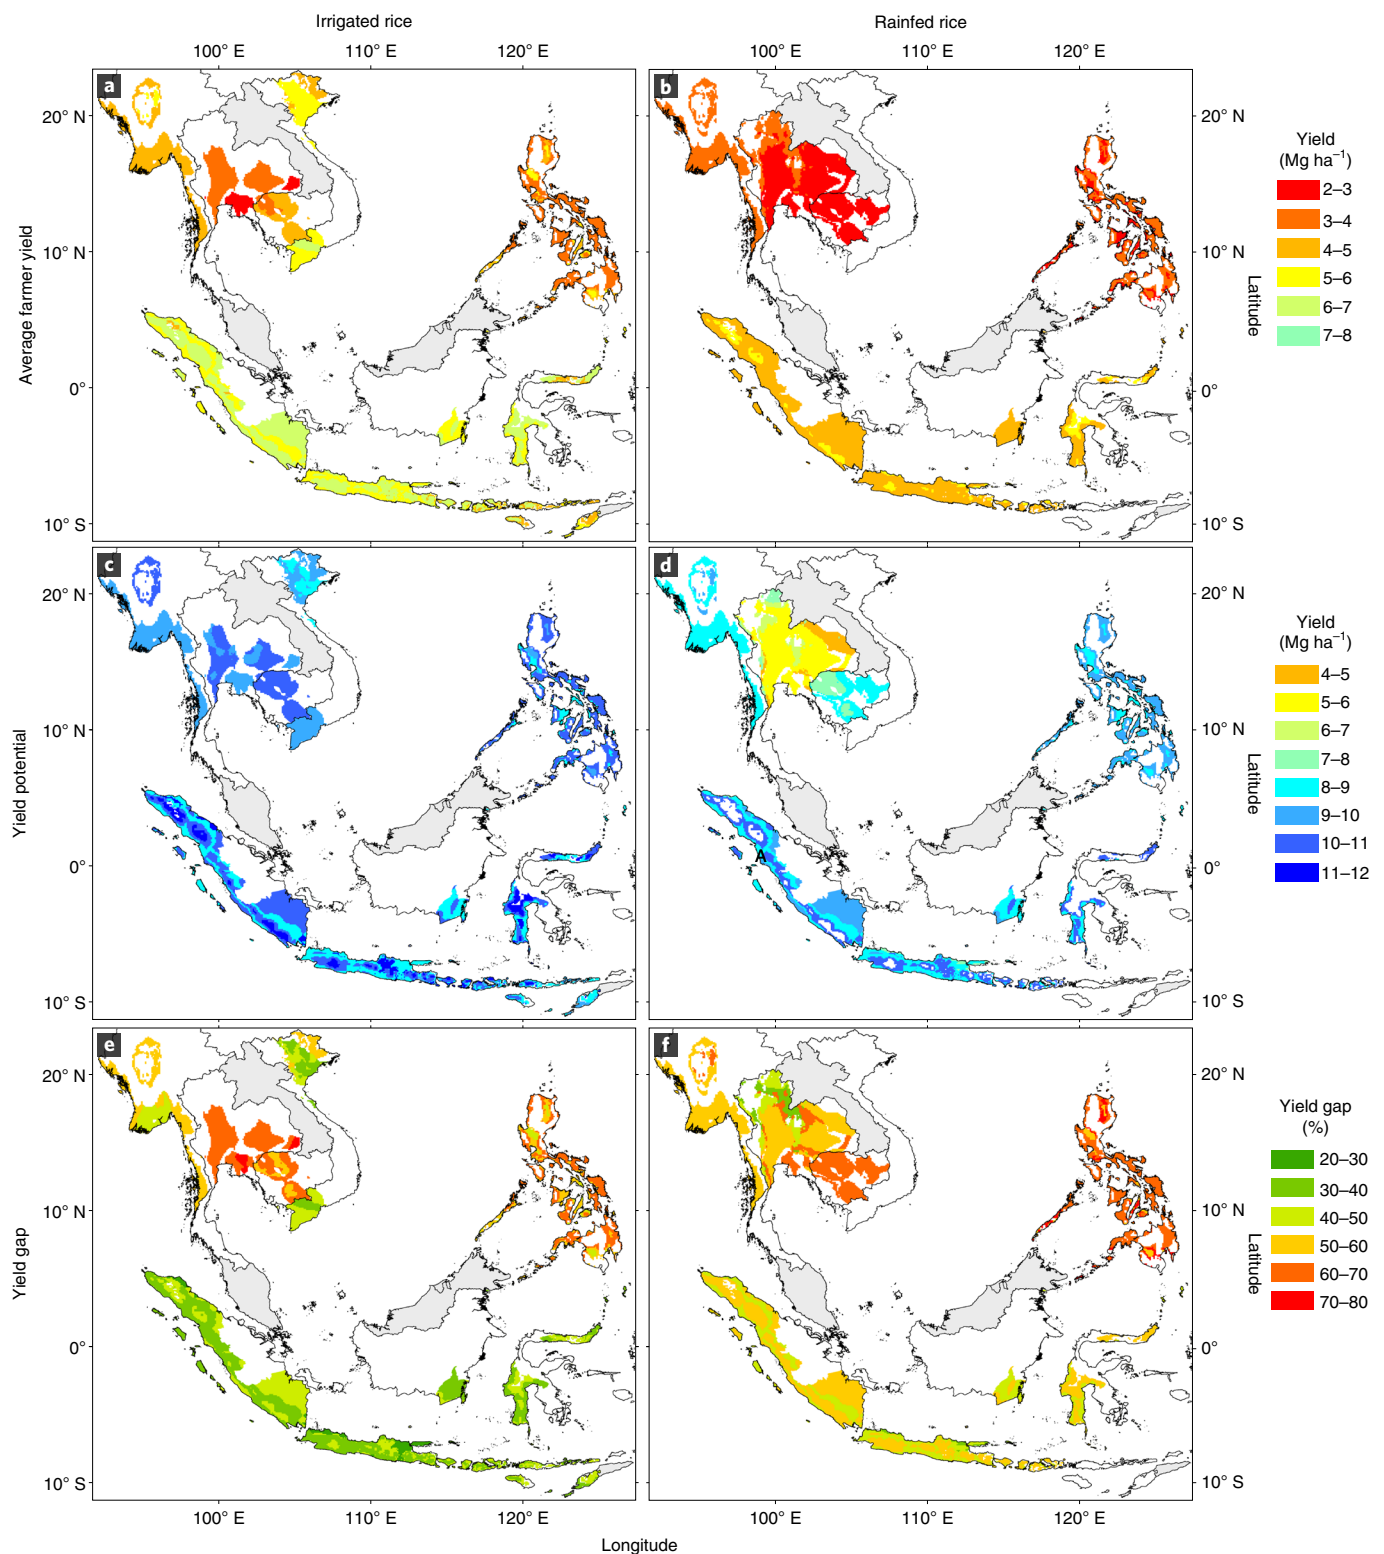 Irrigated rice
Rainfed rice
100° E
110° E
120° E
100° E
110° E
120° E
a
b
20° N
10° N
0°
10° S
Average farmer yield
20° N
10° N
0°
10° S
Latitude
Yield
(Mg ha⁻¹)
2–3
3–4
4–5
5–6
6–7
7–8
c
d
20° N
10° N
0°
10° S
Yield potential
A
20° N
10° N
0°
10° S
Latitude
Yield
(Mg ha⁻¹)
4–5
5–6
6–7
7–8
8–9
9–10
10–11
11–12
e
f
20° N
10° N
0°
10° S
Yield gap
20° N
10° N
0°
10° S
Latitude
Yield gap
(%)
20–30
30–40
40–50
50–60
60–70
70–80
100° E
110° E
120° E
100° E
110° E
120° E
Longitude